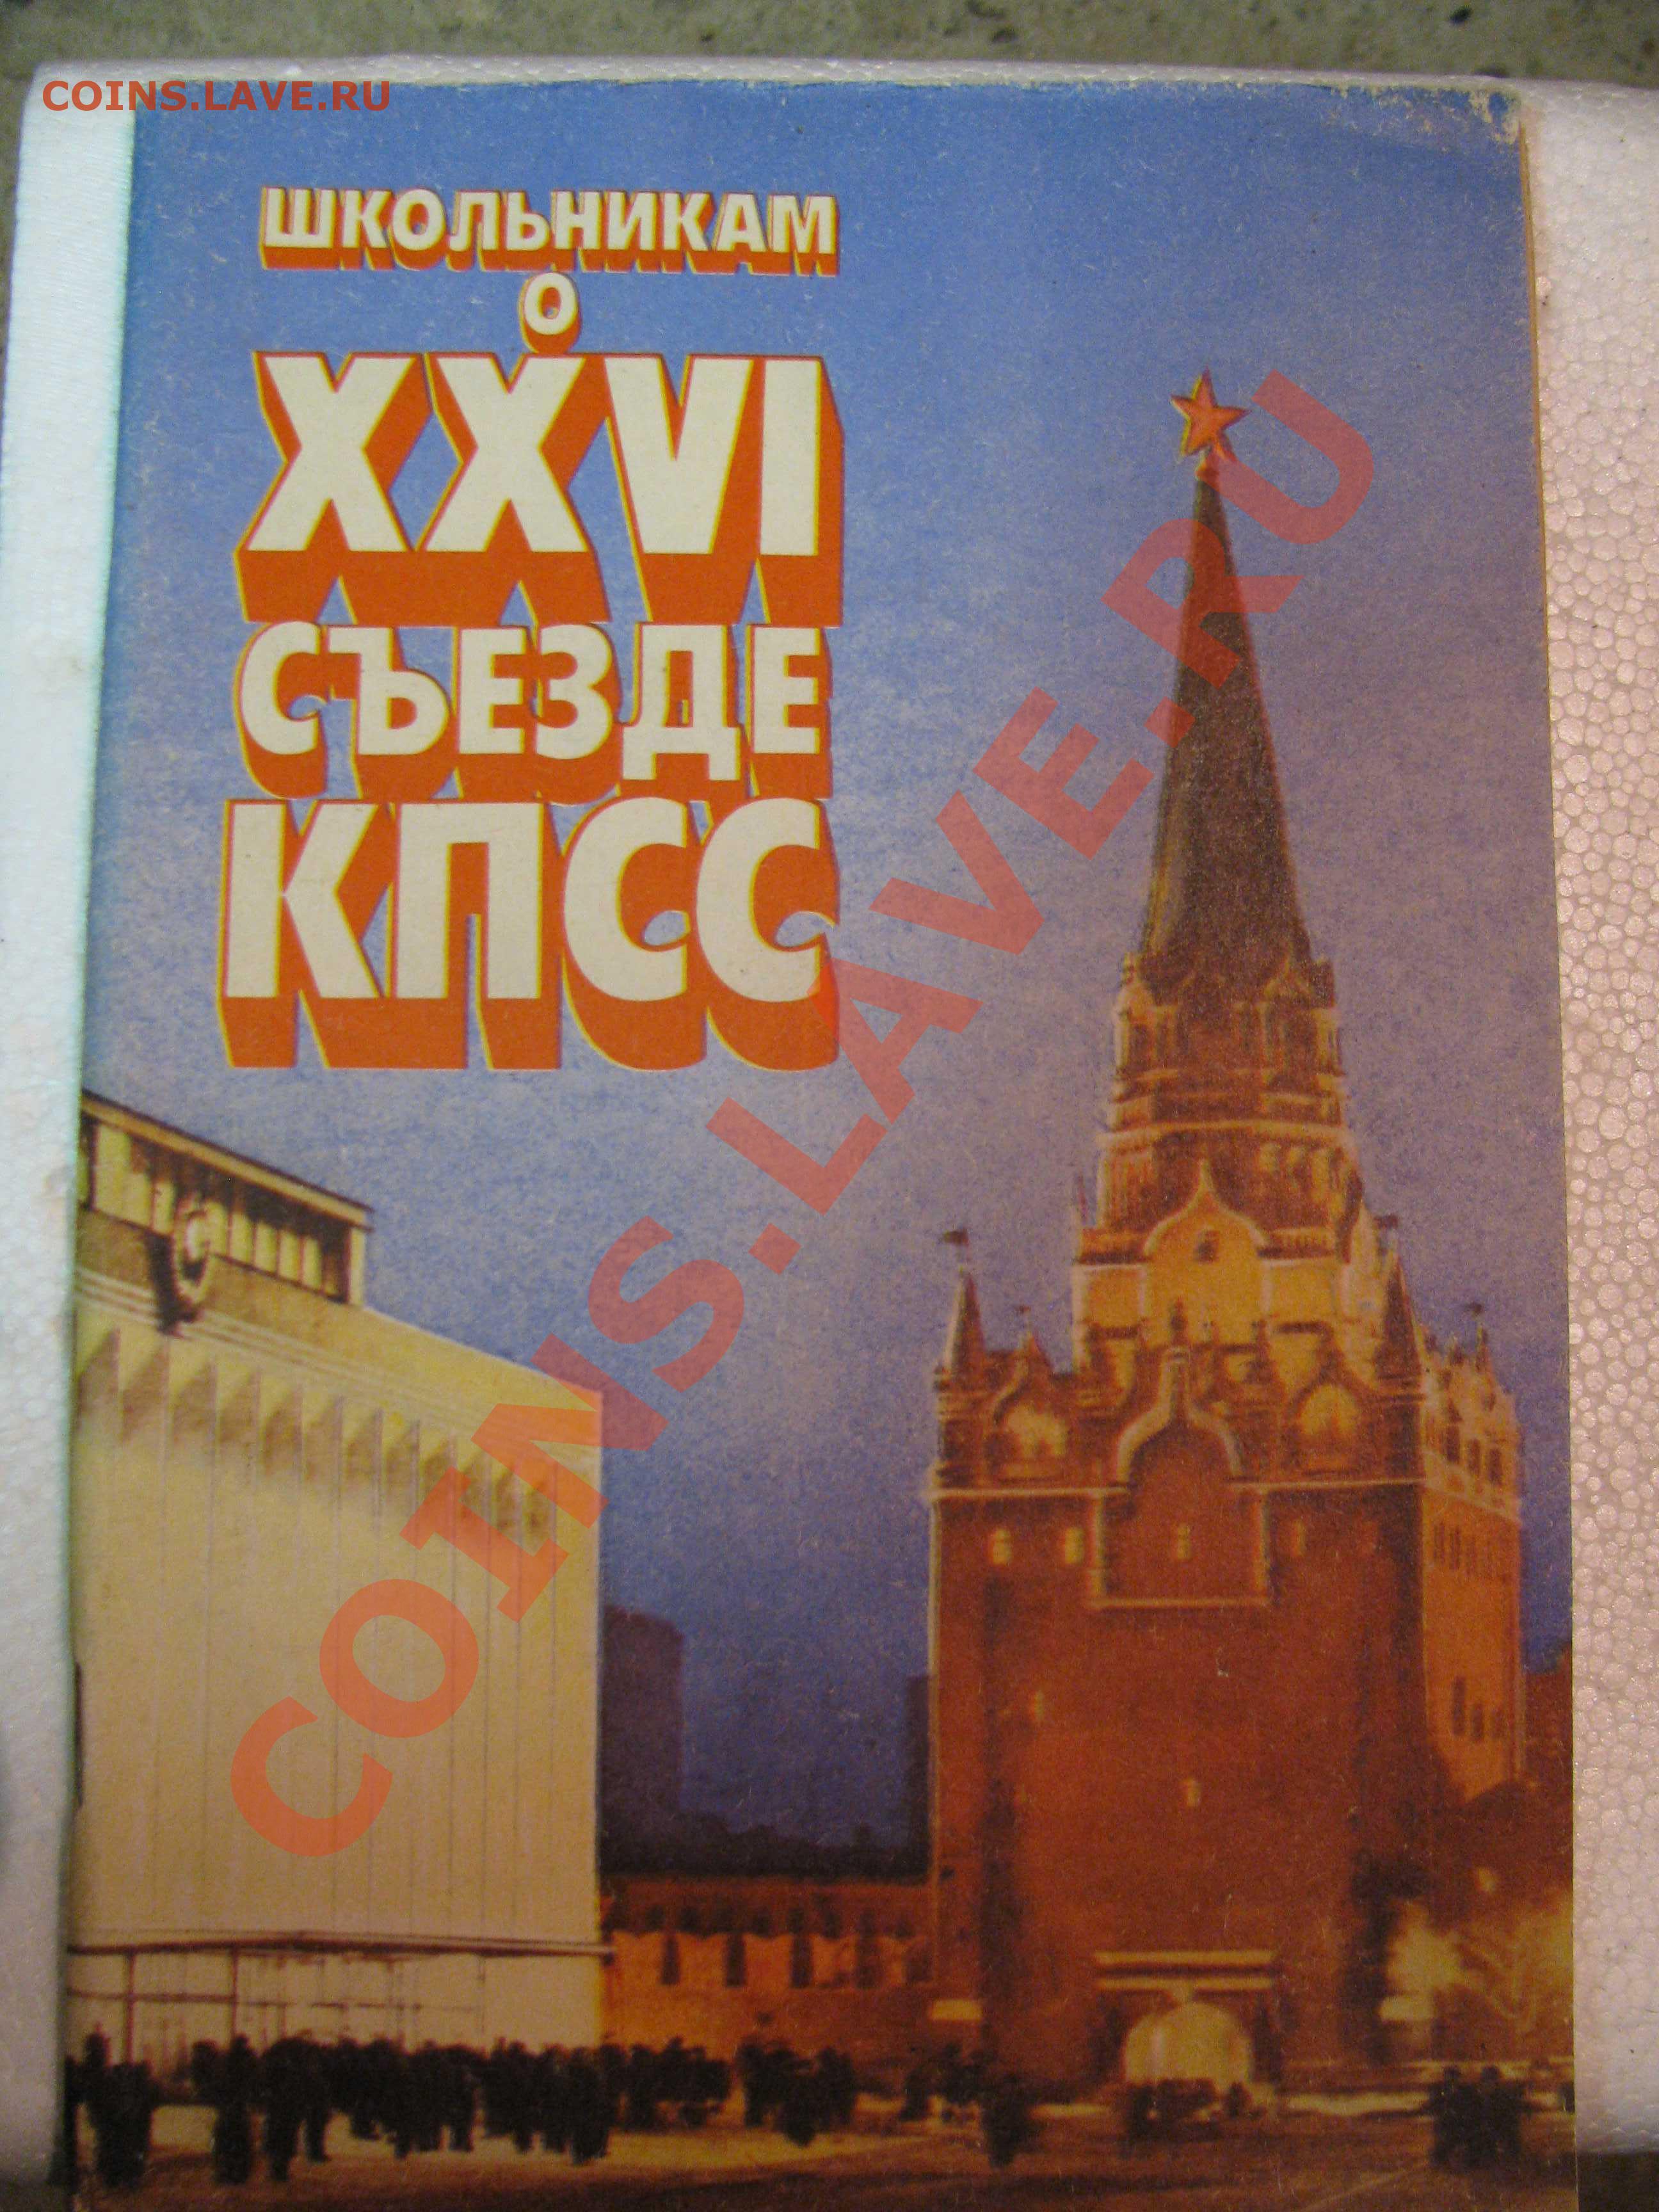 COINS.LAVE.RU
ШКОЛЬНИКАМ
О
XXVI
СЪЕЗДЕ
КПСС
COINS.LAVE.RU